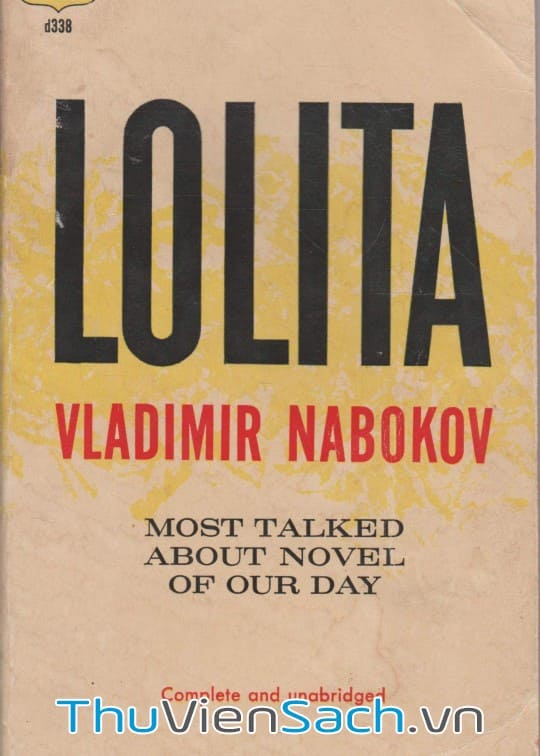 d338
LOLITA
VLADIMIR NABOKOV
MOST TALKED
ABOUT NOVEL
OF OUR DAY
Complete and unabridged
ThuVienSach.vn